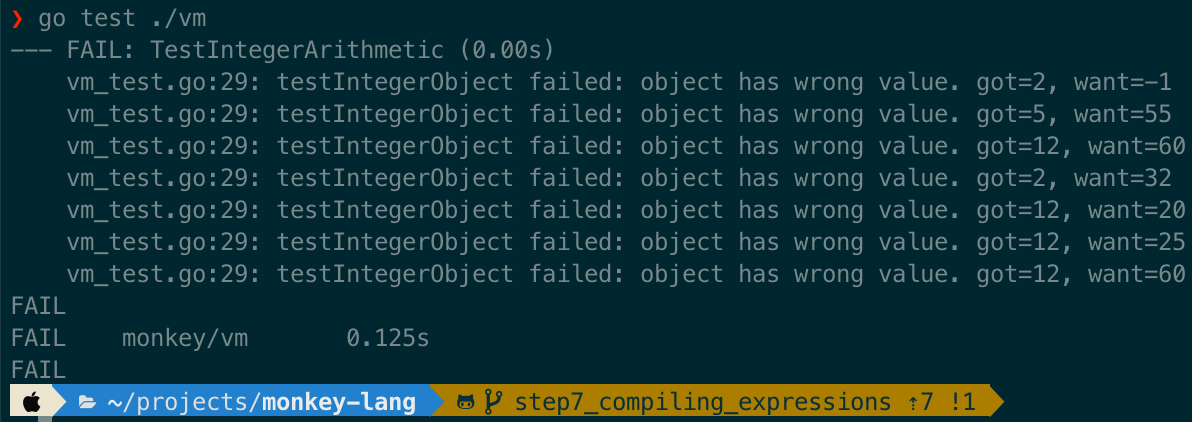 ❯ go test ./vm
--- FAIL: TestIntegerArithmetic (0.00s)
    vm_test.go:29: testIntegerObject failed: object has wrong value. got=2, want=-1
    vm_test.go:29: testIntegerObject failed: object has wrong value. got=5, want=55
    vm_test.go:29: testIntegerObject failed: object has wrong value. got=12, want=60
    vm_test.go:29: testIntegerObject failed: object has wrong value. got=2, want=32
    vm_test.go:29: testIntegerObject failed: object has wrong value. got=12, want=20
    vm_test.go:29: testIntegerObject failed: object has wrong value. got=12, want=25
    vm_test.go:29: testIntegerObject failed: object has wrong value. got=12, want=60
FAIL
FAIL    monkey/vm       0.125s
FAIL
~/projects/monkey-lang step7_compiling_expressions ⇡7 !1